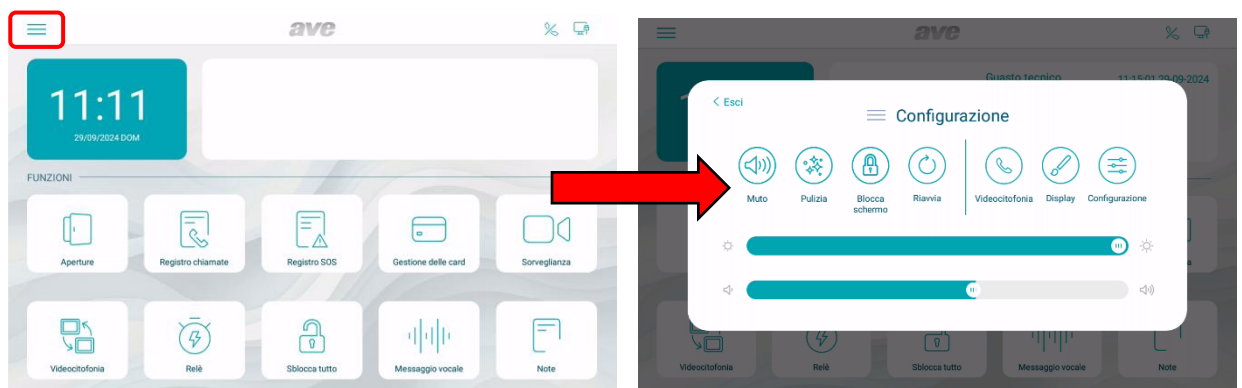 ave
11:11
29/09/2024 DOM
FUNZIONI
Aperture
Registro chiamate
Registro SOS
Gestione delle card
Sorveglianza
Videocitofonia
Relè
Sblocca tutto
Messaggio vocale
Note
ave
Guasto tecnico 11:15:01 29-09-2024
< Esci
Configurazione
Muto
Pulizia
Blocca
schermo
Riavvia
Videocitofonia
Display
Configurazione
Videocitofonia
Relè
Sblocca tutto
Messaggio vocale
Note